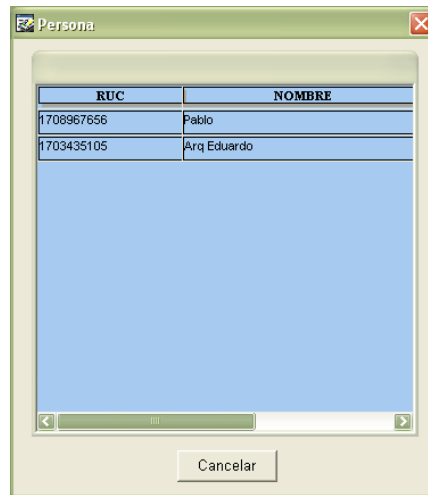 Persona
RUC NOMBRE
1708967656 Pablo
1703435105 Arq Eduardo
Cancelar